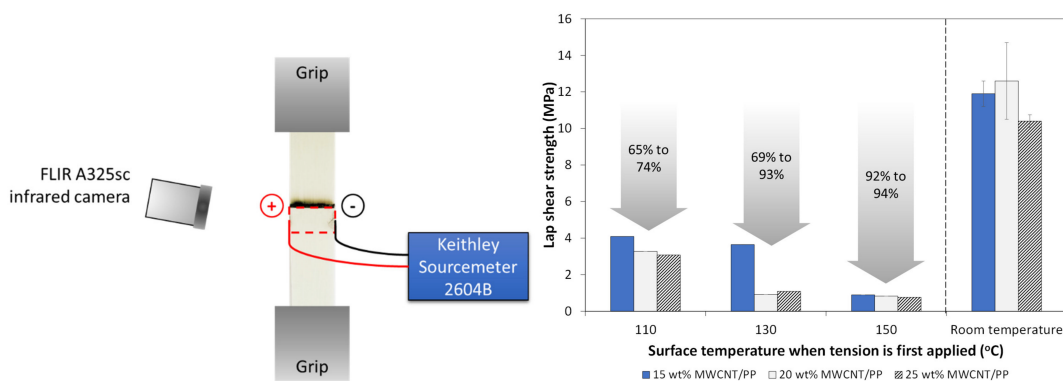 Grip
FLIR A325sc
infrared camera
+
-
Keithley
Sourcemeter
2604B
Grip
Lap shear strength (MPa)
16
14
12
10
8
6
4
2
0
65% to
74%
69% to
93%
92% to
94%
110
130
150
Room temperature
Surface temperature when tension is first applied (°C)
15 wt% MWCNT/PP
20 wt% MWCNT/PP
25 wt% MWCNT/PP